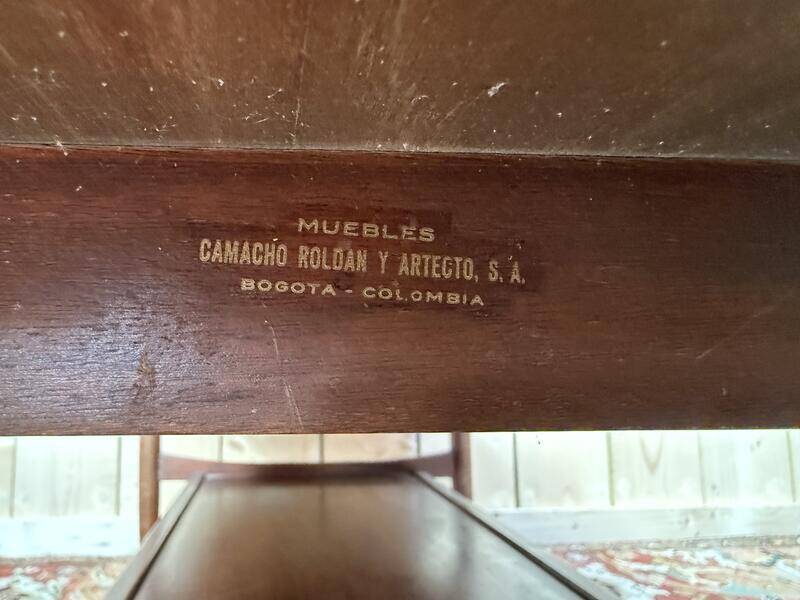 MUEBLES
CAMACHO ROLDAN Y ARTECTO, S. A.
BOGOTA - COLOMBIA